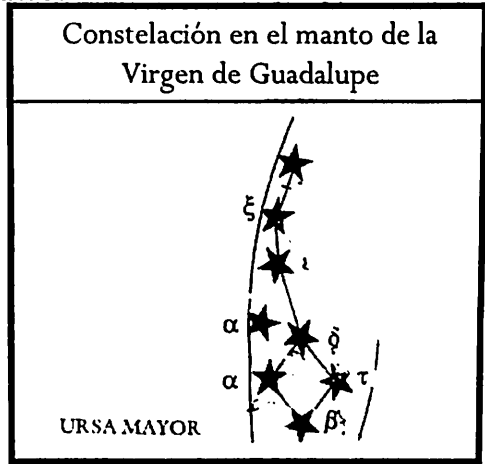 Constelación en el manto de la
Virgen de Guadalupe
ξ
ι
α
δ
α
τ
β
URSA MAYOR